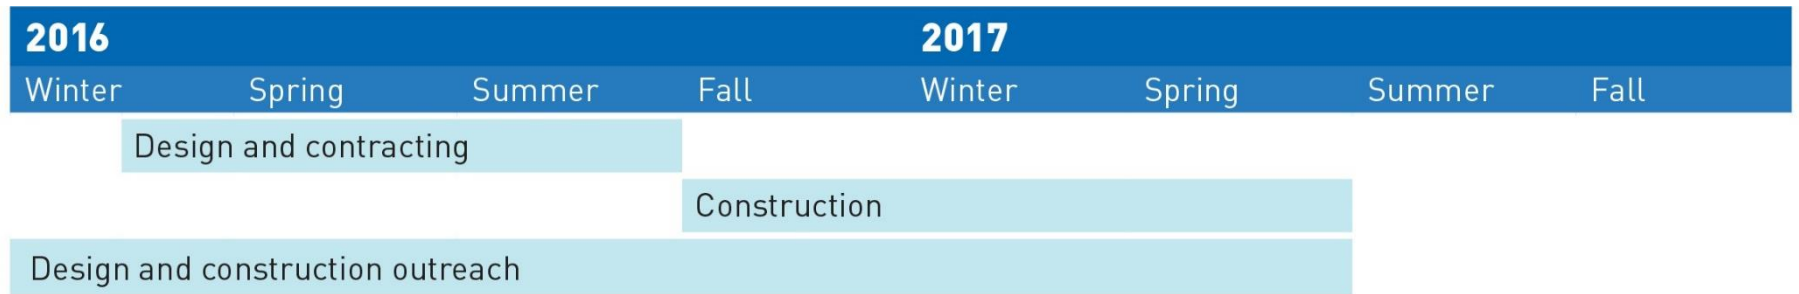 2016 2017
Winter Spring Summer Fall Winter Spring Summer Fall
Design and contracting
Construction
Design and construction outreach